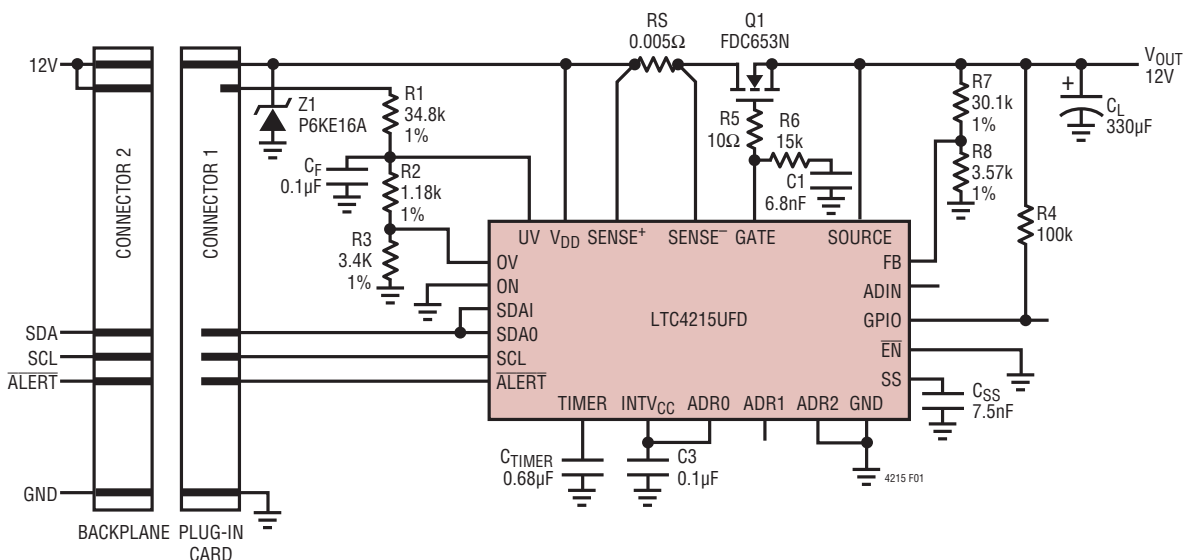 RS
0.005Ω
Q1
FDC653N
12V
VOUT
12V
Z1
P6KE16A
R1
34.8k
1%
CF
0.1µF
R2
1.18k
1%
R3
3.4K
1%
R5
10Ω
R6
15k
C1
6.8nF
R7
30.1k
1%
R8
3.57k
1%
+
CL
330µF
R4
100k
CONNECTOR 2
CONNECTOR 1
UV VDD SENSE+ SENSE– GATE SOURCE
OV
ON
SDAI
SDA0
SCL
ALERT
LTC4215UFD
FB
ADIN
GPIO
EN
SS
TIMER INTVCC ADR0 ADR1 ADR2 GND
SDA
SCL
ALERT
GND
CSS
7.5nF
CTIMER
0.68µF
C3
0.1µF
4215 F01
BACKPLANE PLUG-IN
CARD